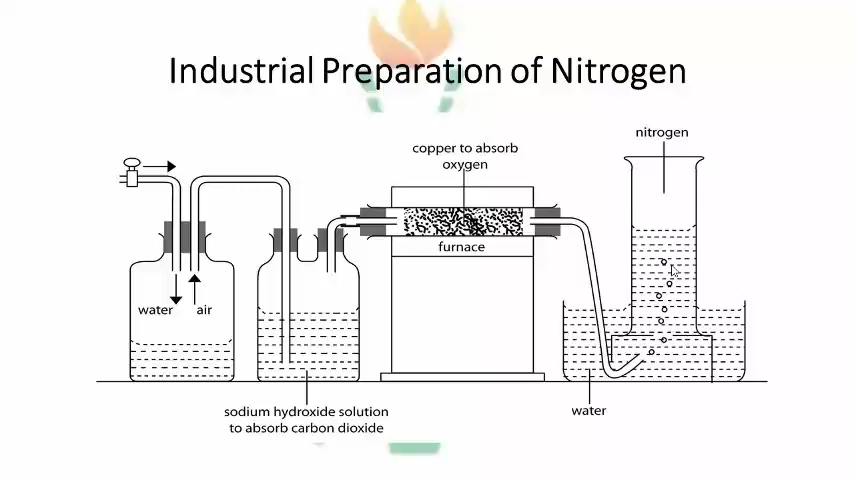 Industrial Preparation of Nitrogen
nitrogen
copper to absorb
oxygen
furnace
water
air
sodium hydroxide solution
to absorb carbon dioxide
water